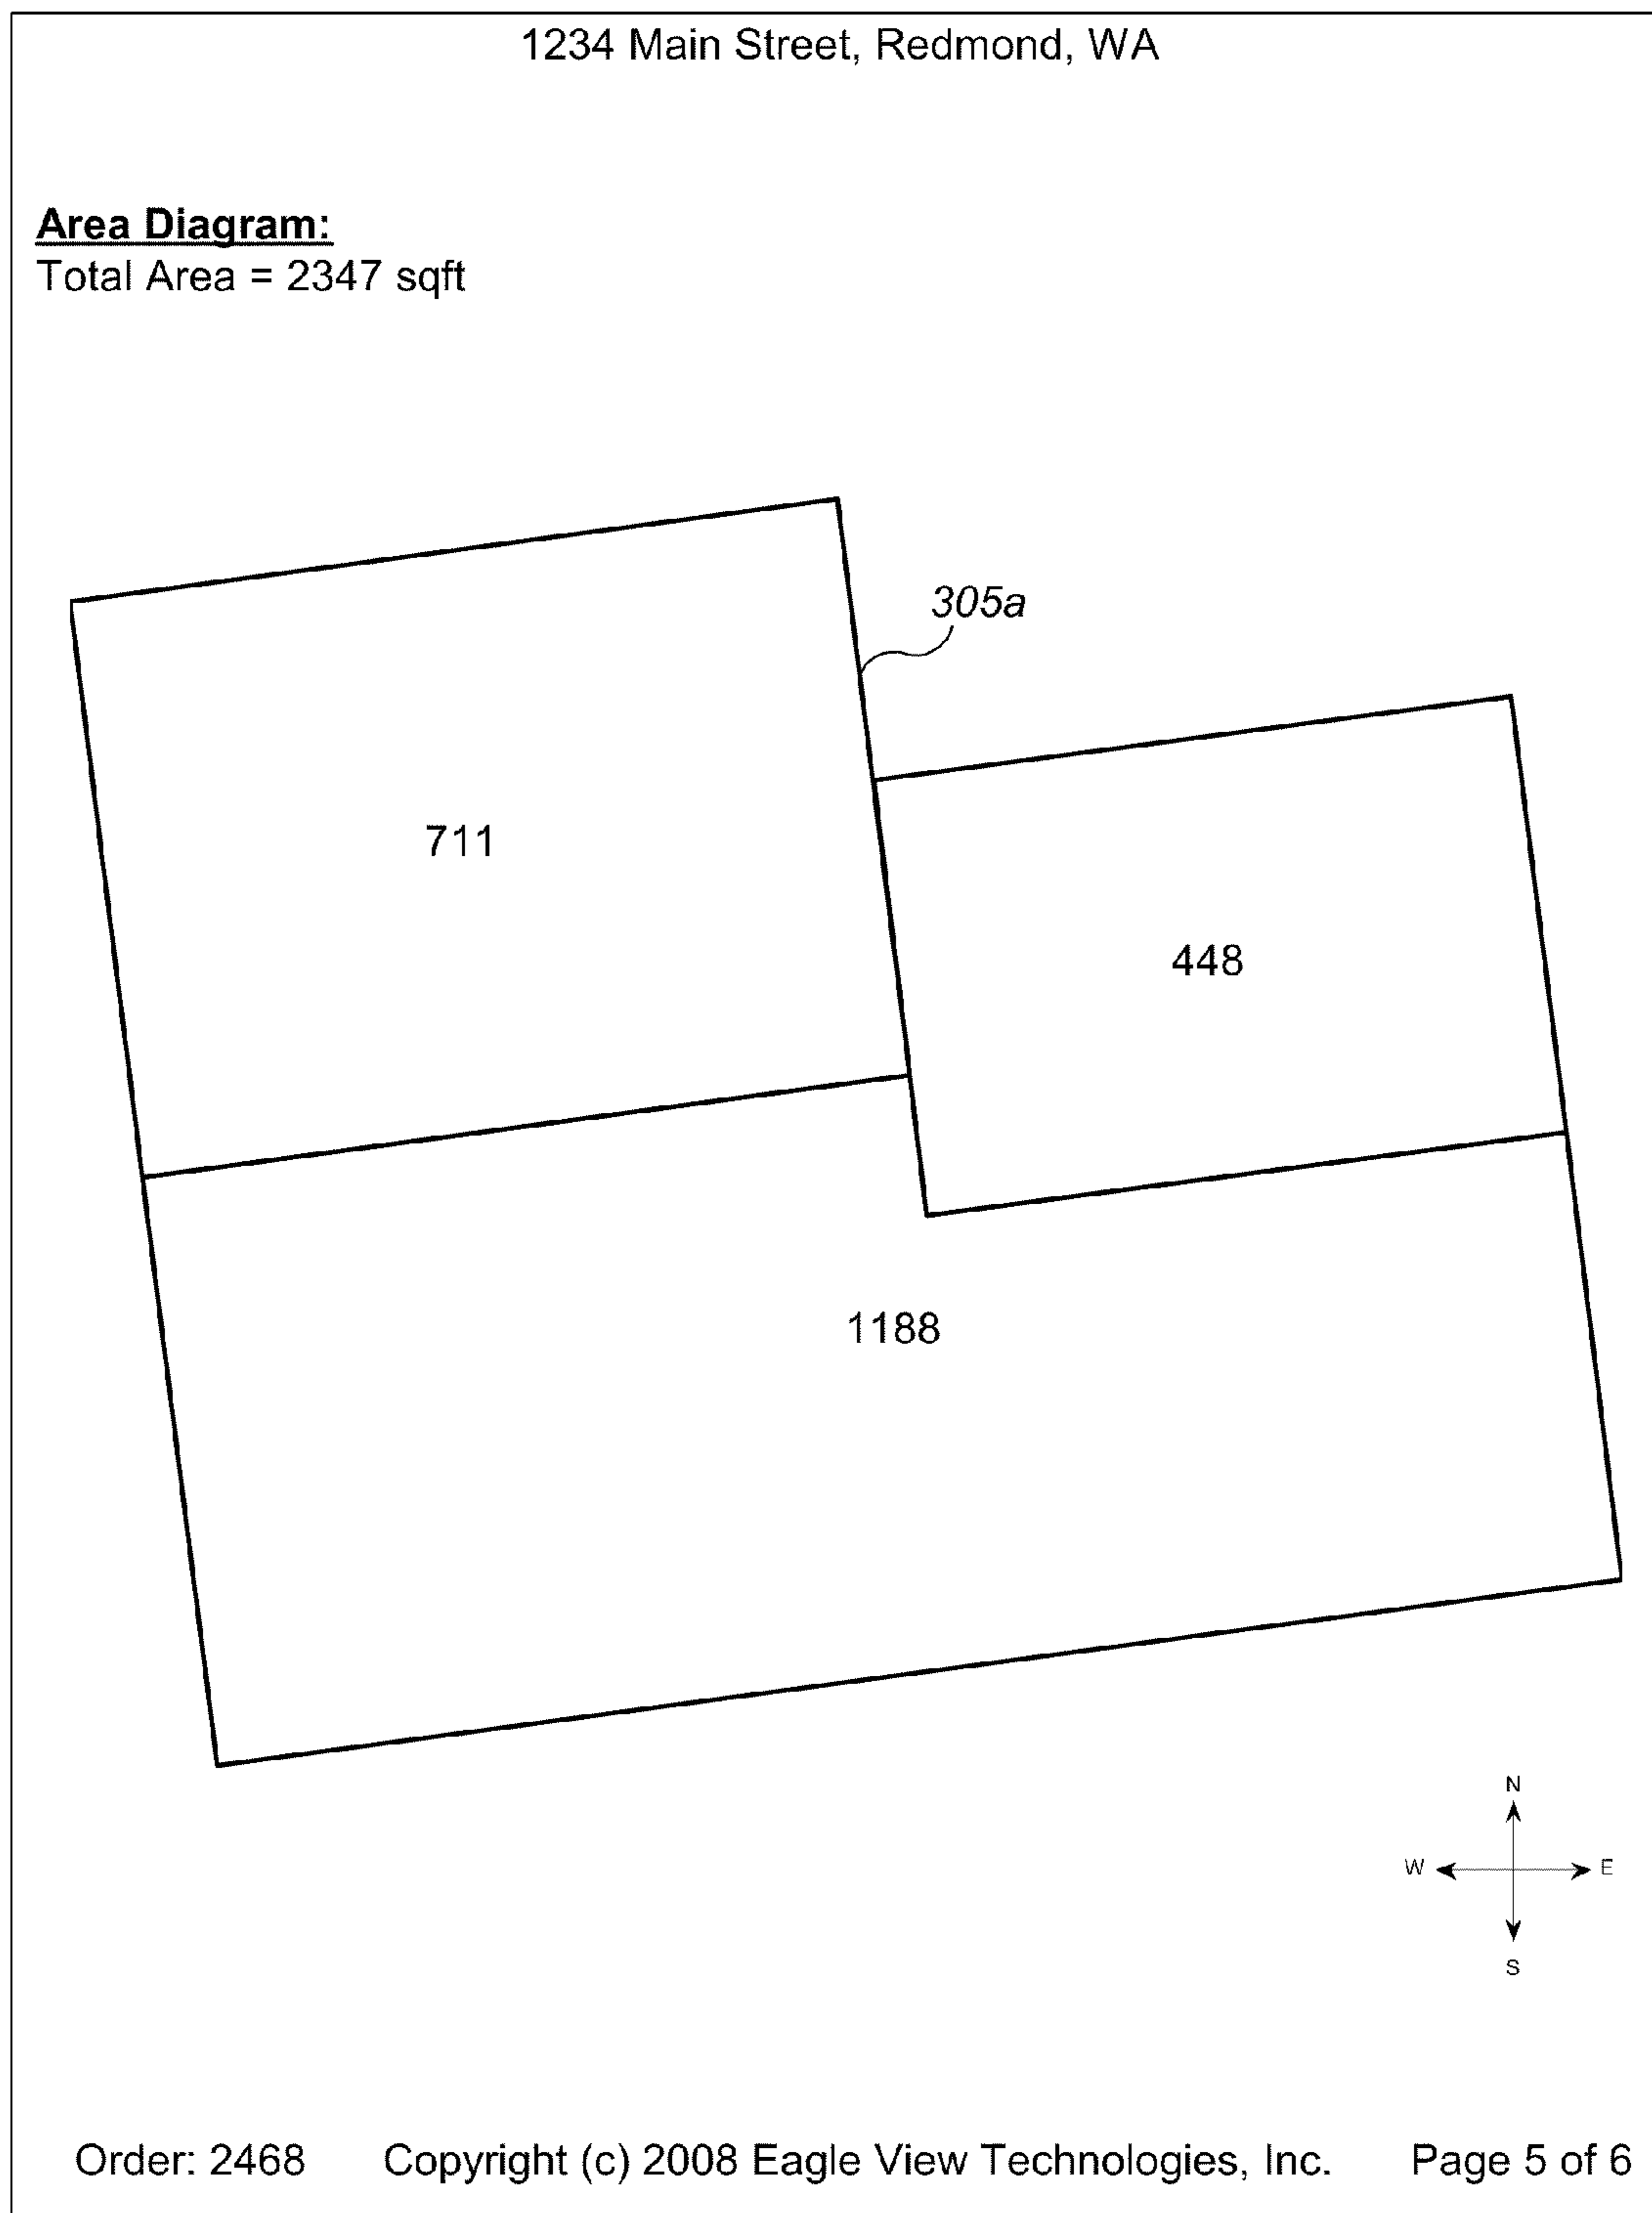 1234 Main Street, Redmond, WA
Area Diagram:
Total Area = 2347 sqft
305a
711
448
1188
N
W E
S
Order: 2468 Copyright (c) 2008 Eagle View Technologies, Inc. Page 5 of 6